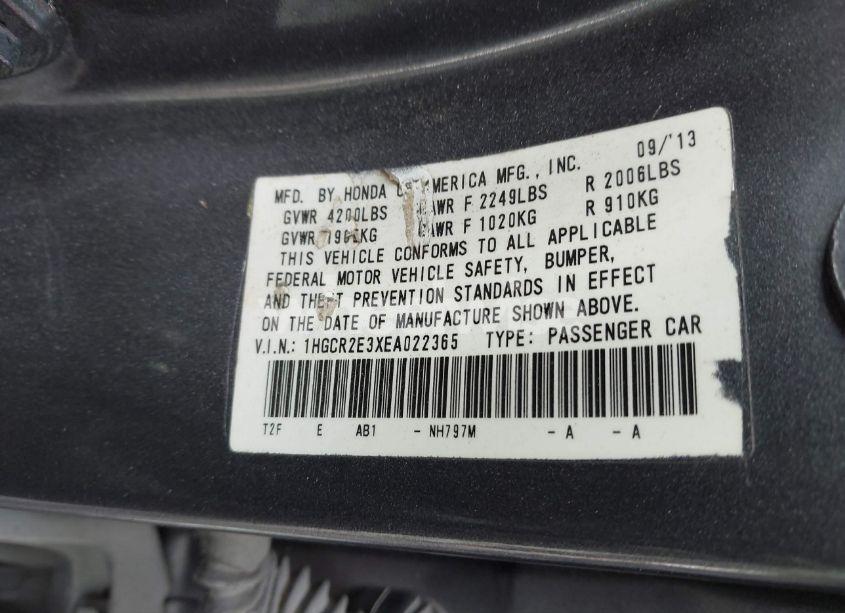 MFD. BY HONDA AMERICA MFG., INC. 09/'13
GVWR 4200LBS GAWR F 2249LBS R 2006LBS
GVWR GAWR F 1020KG R 910KG
THIS VEHICLE CONFORMS TO ALL APPLICABLE
FEDERAL MOTOR VEHICLE SAFETY, BUMPER,
AND THEFT PREVENTION STANDARDS IN EFFECT
ON THE DATE OF MANUFACTURE SHOWN ABOVE.
V.I.N.: 1HGCR2E3XEA022365 TYPE: PASSENGER CAR
T2F E AB1 - NH797M - A - A